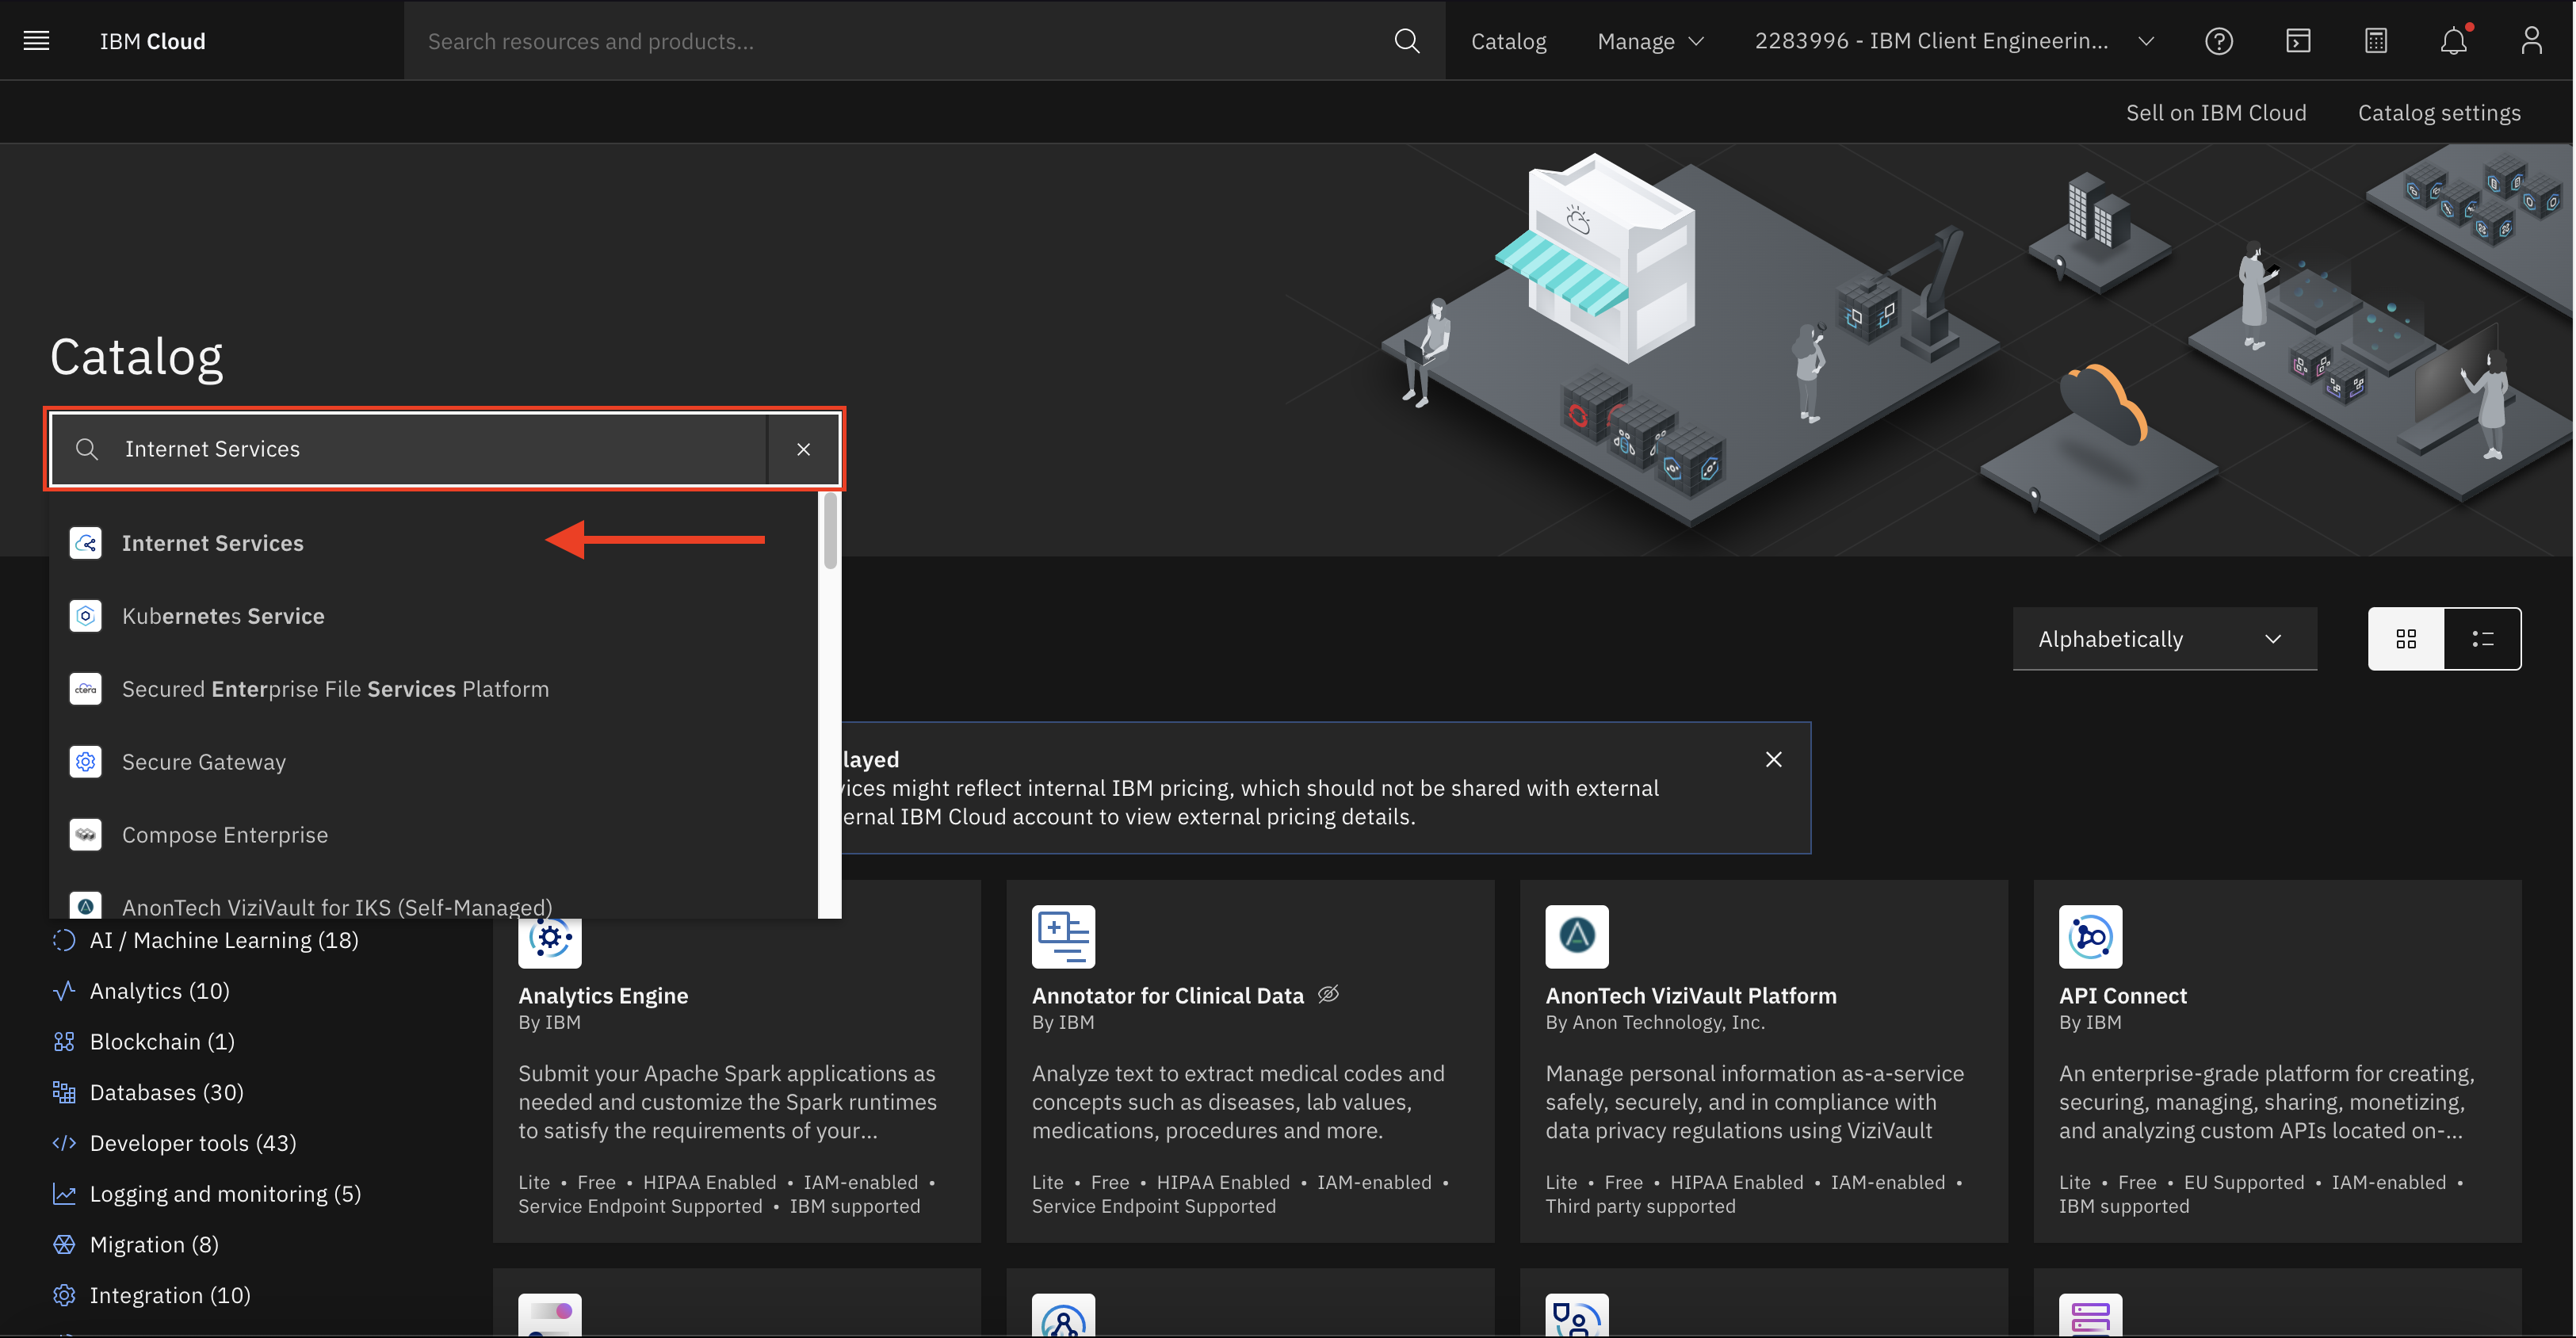 IBM Cloud
Search resources and products...
Catalog
Manage
2283996 - IBM Client Engineerin...
Sell on IBM Cloud
Catalog settings
Catalog
Internet Services
Internet Services
Kubernetes Service
Secured Enterprise File Services Platform
ctera
Secure Gateway
Compose Enterprise
AnonTech ViziVault for IKS (Self-Managed)
Alphabetically
layed
vices might reflect internal IBM pricing, which should not be shared with external
ernal IBM Cloud account to view external pricing details.
AI / Machine Learning (18)
Analytics (10)
Blockchain (1)
Databases (30)
Developer tools (43)
Logging and monitoring (5)
Migration (8)
Integration (10)
Analytics Engine
By IBM
Submit your Apache Spark applications as
needed and customize the Spark runtimes
to satisfy the requirements of your...
Lite • Free • HIPAA Enabled • IAM-enabled •
Service Endpoint Supported • IBM supported
Annotator for Clinical Data
By IBM
Analyze text to extract medical codes and
concepts such as diseases, lab values,
medications, procedures and more.
Lite • Free • HIPAA Enabled • IAM-enabled •
Service Endpoint Supported
AnonTech ViziVault Platform
By Anon Technology, Inc.
Manage personal information as-a-service
safely, securely, and in compliance with
data privacy regulations using ViziVault
Lite • Free • HIPAA Enabled • IAM-enabled •
Third party supported
API Connect
By IBM
An enterprise-grade platform for creating,
securing, managing, sharing, monetizing,
and analyzing custom APIs located on-...
Lite • Free • EU Supported • IAM-enabled •
IBM supported